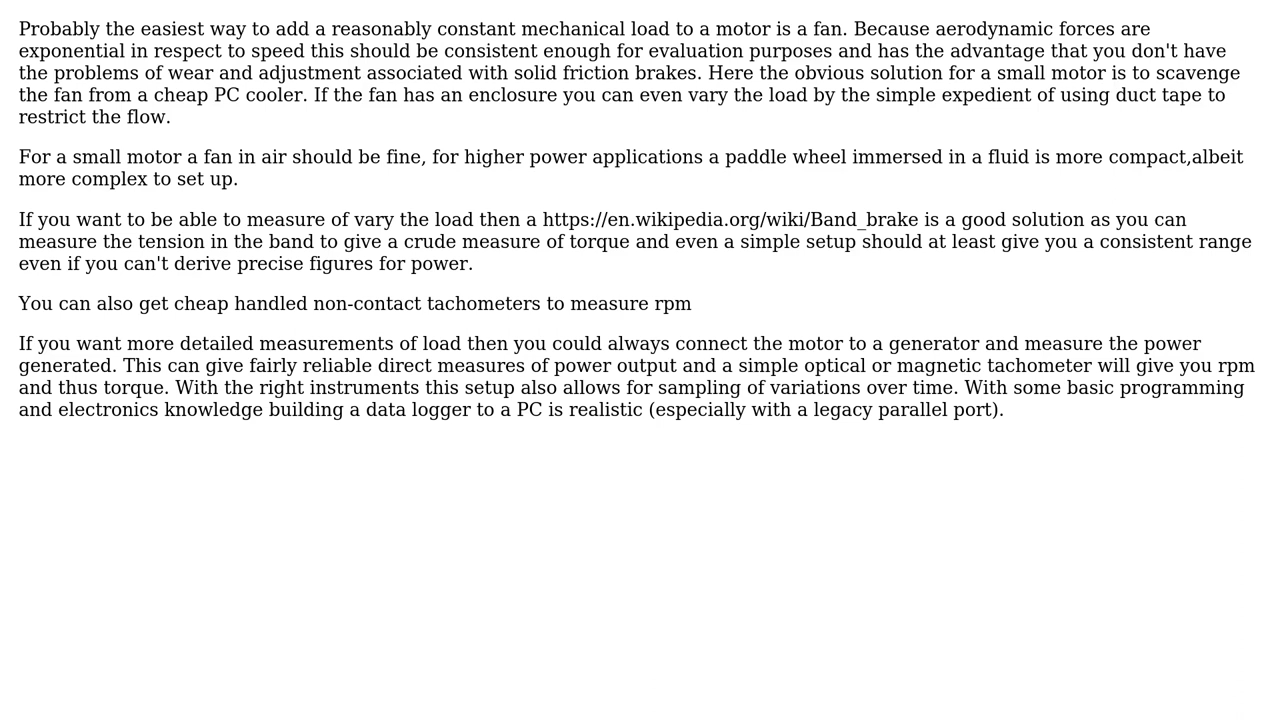 Probably the easiest way to add a reasonably constant mechanical load to a motor is a fan. Because aerodynamic forces are
exponential in respect to speed this should be consistent enough for evaluation purposes and has the advantage that you don't have
the problems of wear and adjustment associated with solid friction brakes. Here the obvious solution for a small motor is to scavenge
the fan from a cheap PC cooler. If the fan has an enclosure you can even vary the load by the simple expedient of using duct tape to
restrict the flow.
For a small motor a fan in air should be fine, for higher power applications a paddle wheel immersed in a fluid is more compact,albeit
more complex to set up.
If you want to be able to measure of vary the load then a https://en.wikipedia.org/wiki/Band_brake is a good solution as you can
measure the tension in the band to give a crude measure of torque and even a simple setup should at least give you a consistent range
even if you can't derive precise figures for power.
You can also get cheap handled non-contact tachometers to measure rpm
If you want more detailed measurements of load then you could always connect the motor to a generator and measure the power
generated. This can give fairly reliable direct measures of power output and a simple optical or magnetic tachometer will give you rpm
and thus torque. With the right instruments this setup also allows for sampling of variations over time. With some basic programming
and electronics knowledge building a data logger to a PC is realistic (especially with a legacy parallel port).